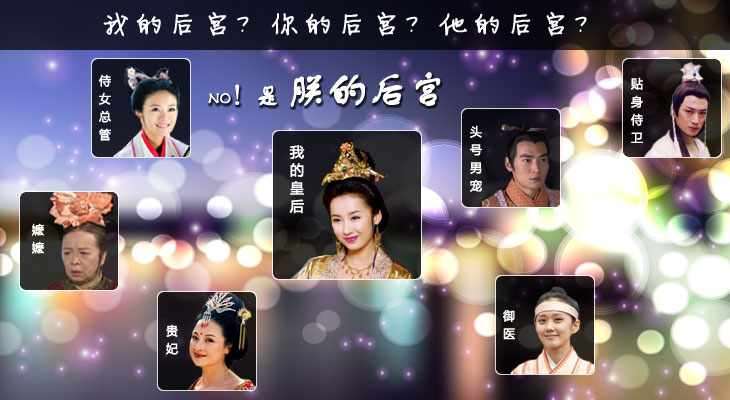 我的后宫？你的后宫？他的后宫？
NO！是朕的后宫
侍女总管
贴身侍卫
头号男宠
我的皇后
嬷嬷
贵妃
御医